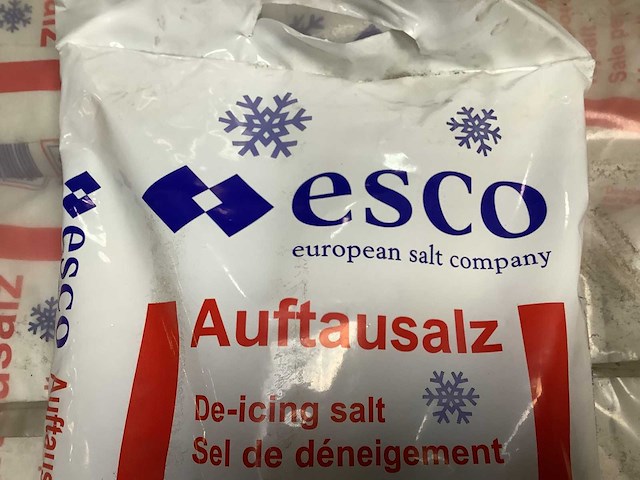 esco
european salt company
Auftausalz
De-icing salt
Sel de déneigement
esco